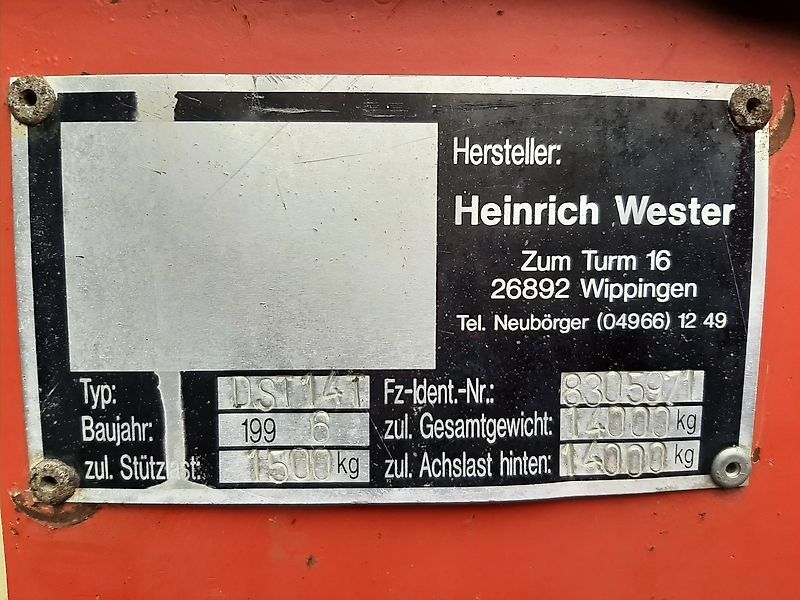 Hersteller:
Heinrich Wester
Zum Turm 16
26892 Wippingen
Tel. Neubörger (04966) 12 49
Typ: DS1141 Fz-Ident.-Nr.: 8305971
Baujahr: 199 6 zul. Gesamtgewicht: 14000 kg
zul. Stützlast: 1500 kg zul. Achslast hinten: 14000 kg